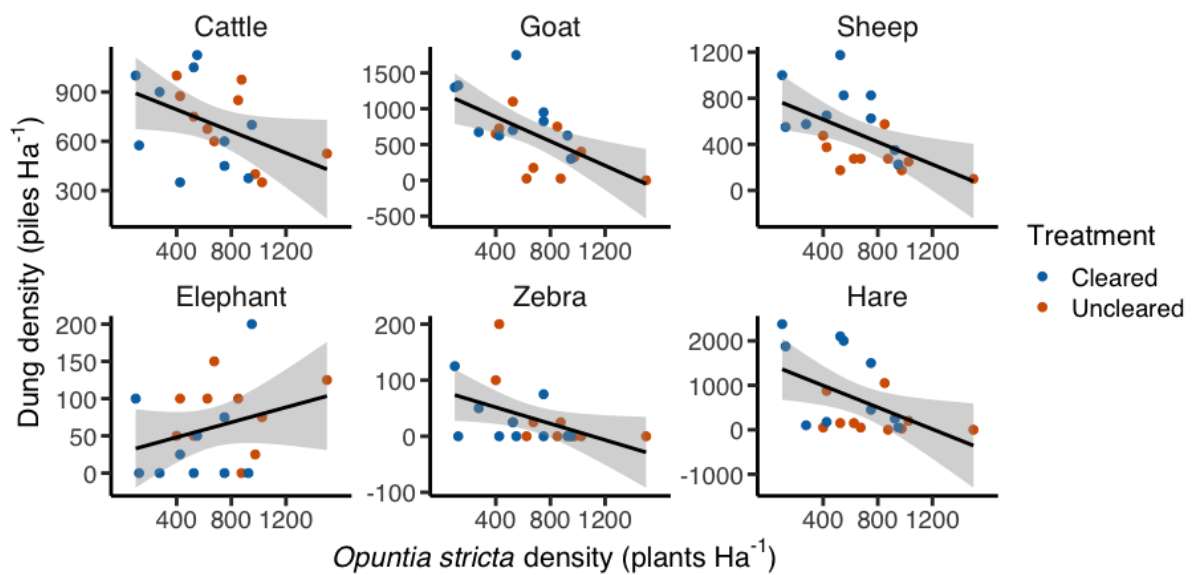 Cattle
Goat
Sheep
900
600
300
400 800 1200
1500
1000
500
0
-500
400 800 1200
1200
800
400
0
400 800 1200
Dung density (piles Ha-1)
Elephant
Zebra
Hare
200
150
100
50
0
400 800 1200
200
100
0
-100
400 800 1200
2000
1000
0
-1000
400 800 1200
Opuntia stricta density (plants Ha-1)
Treatment
Cleared
Uncleared